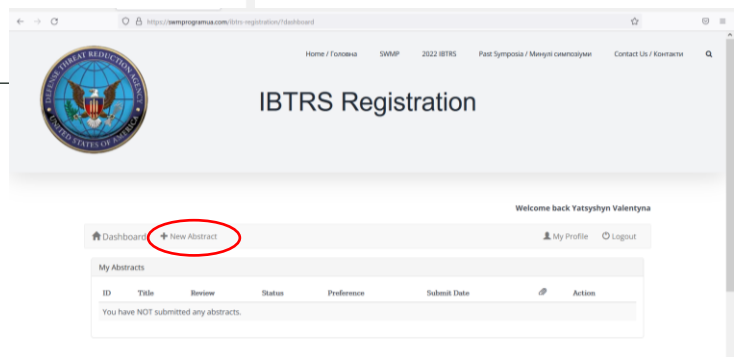 https://swmprogramua.com/ibtrs-registration/?dashboard
DEFENSE THREAT REDUCTION AGENCY
UNITED STATES OF AMERICA
Home / Головна SWMP 2022 IBTRS Past Symposia / Минулі симпозіуми Contact Us / Контакти
IBTRS Registration
Welcome back Yatsyshyn Valentyna
Dashboard + New Abstract My Profile Logout
My Abstracts
ID Title Review Status Preference Submit Date Action
You have NOT submitted any abstracts.